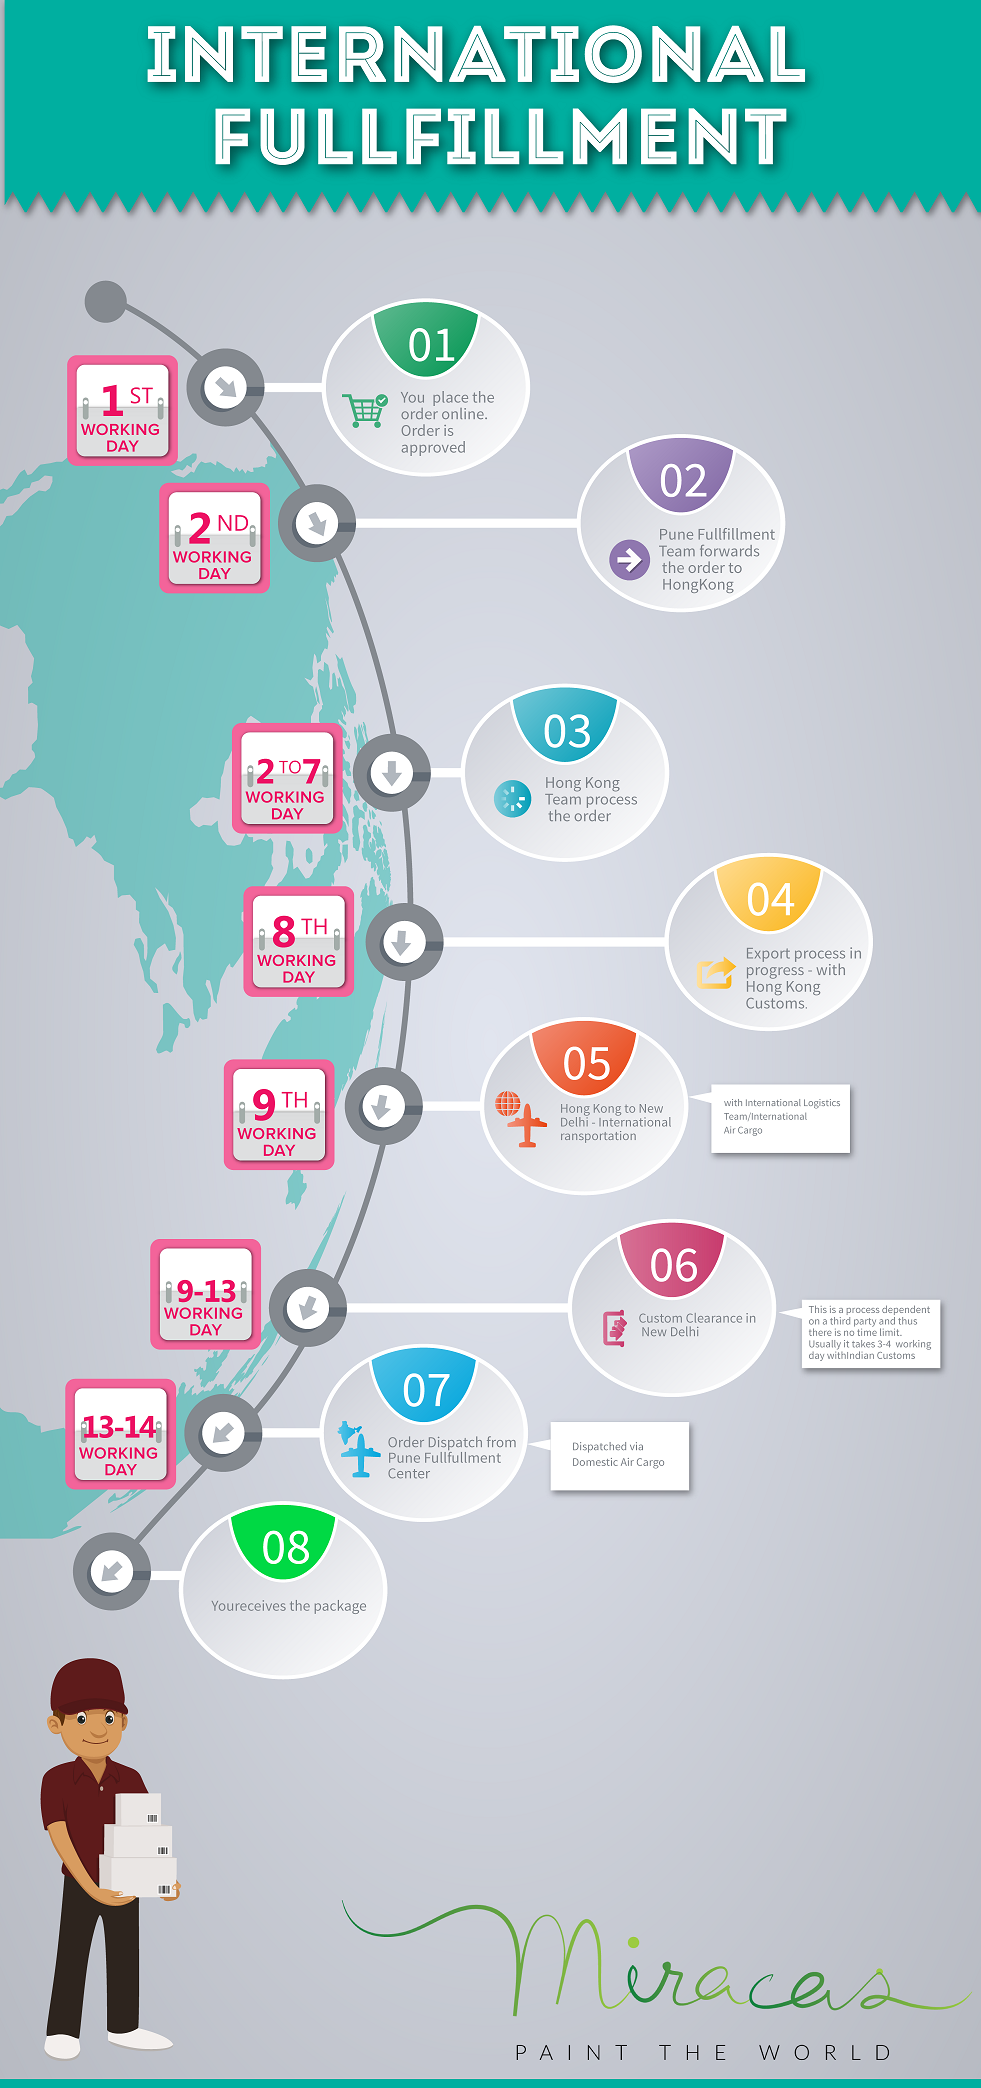 INTERNATIONAL
FULLFILLMENT
1 ST
WORKING
DAY
01
You place the
order online.
Order is
approved
2 ND
WORKING
DAY
02
Pune Fullfillment
Team forwards
the order to
HongKong
2 TO 7
WORKING
DAY
03
Hong Kong
Team process
the order
8 TH
WORKING
DAY
04
Export process in
progress - with
Hong Kong
Customs.
9 TH
WORKING
DAY
05
Hong Kong to New
Delhi - International
ransportation
with International Logistics
Team/International
Air Cargo
9-13
WORKING
DAY
06
Custom Clearance in
New Delhi
This is a process dependent
on a third party and thus
there is no time limit.
Usually it takes 3-4 working
day withIndian Customs
13-14
WORKING
DAY
07
Order Dispatch from
Pune Fullfullment
Center
Dispatched via
Domestic Air Cargo
08
Youreceives the package
Miracas
PAINT THE WORLD